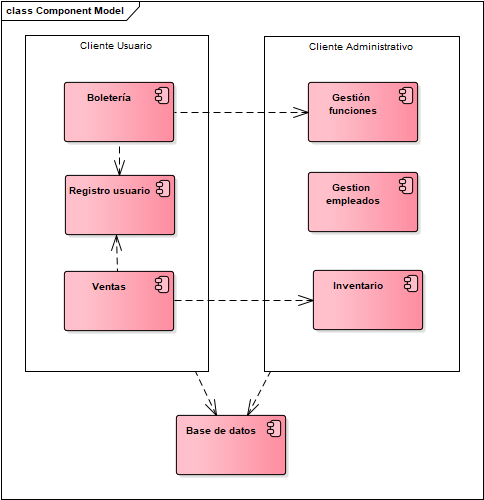 class Component Model
Cliente Usuario
Cliente Administrativo
Boletería
Gestión
funciones
Registro usuario
Gestion
empleados
Ventas
Inventario
Base de datos